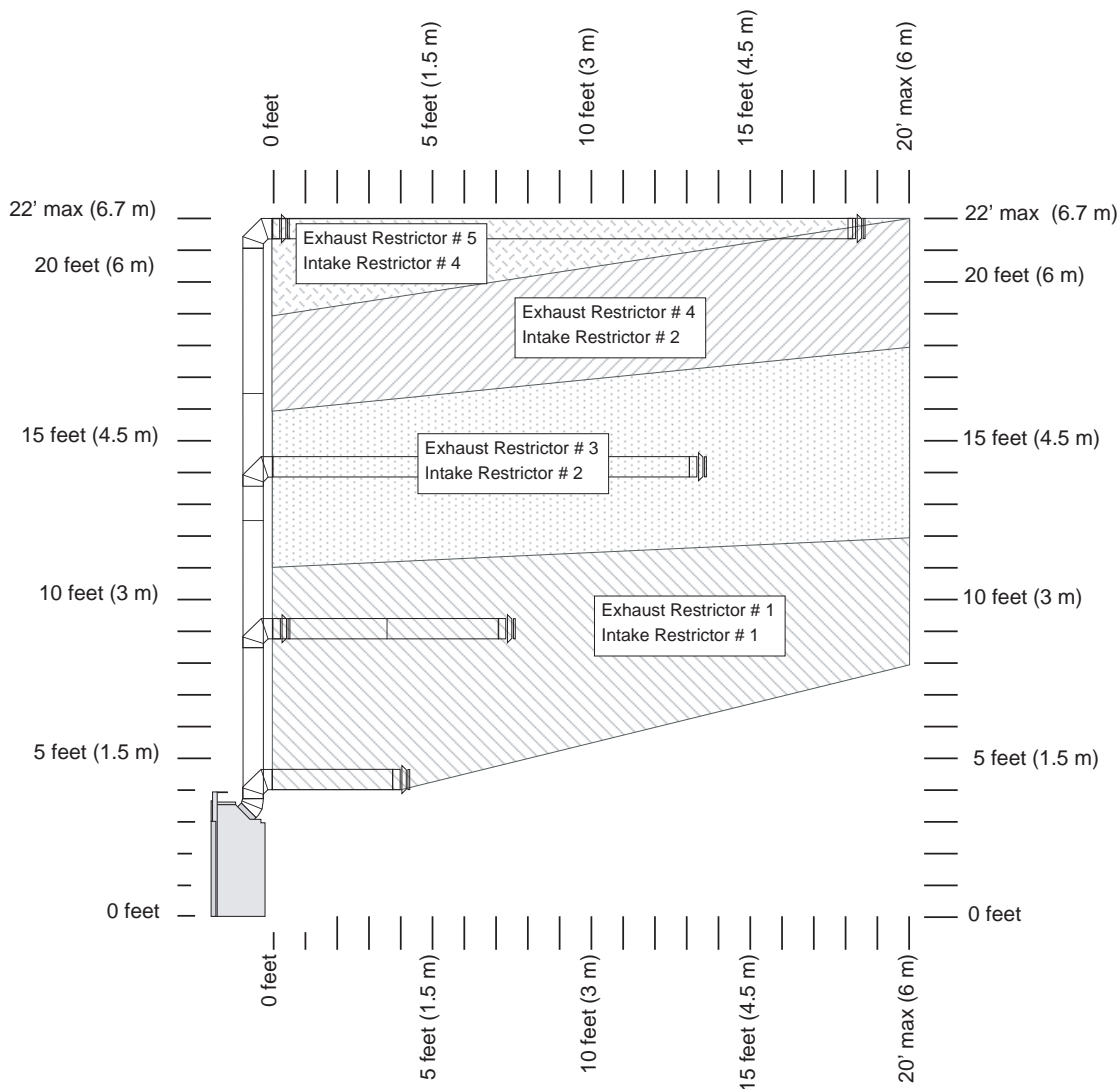 0 feet
5 feet (1.5 m)
10 feet (3 m)
15 feet (4.5 m)
20’ max (6 m)
22’ max (6.7 m)
20 feet (6 m)
15 feet (4.5 m)
10 feet (3 m)
5 feet (1.5 m)
0 feet
Exhaust Restrictor # 5
Intake Restrictor # 4
Exhaust Restrictor # 4
Intake Restrictor # 2
Exhaust Restrictor # 3
Intake Restrictor # 2
Exhaust Restrictor # 1
Intake Restrictor # 1
22’ max (6.7 m)
20 feet (6 m)
15 feet (4.5 m)
10 feet (3 m)
5 feet (1.5 m)
0 feet
0 feet
5 feet (1.5 m)
10 feet (3 m)
15 feet (4.5 m)
20’ max (6 m)